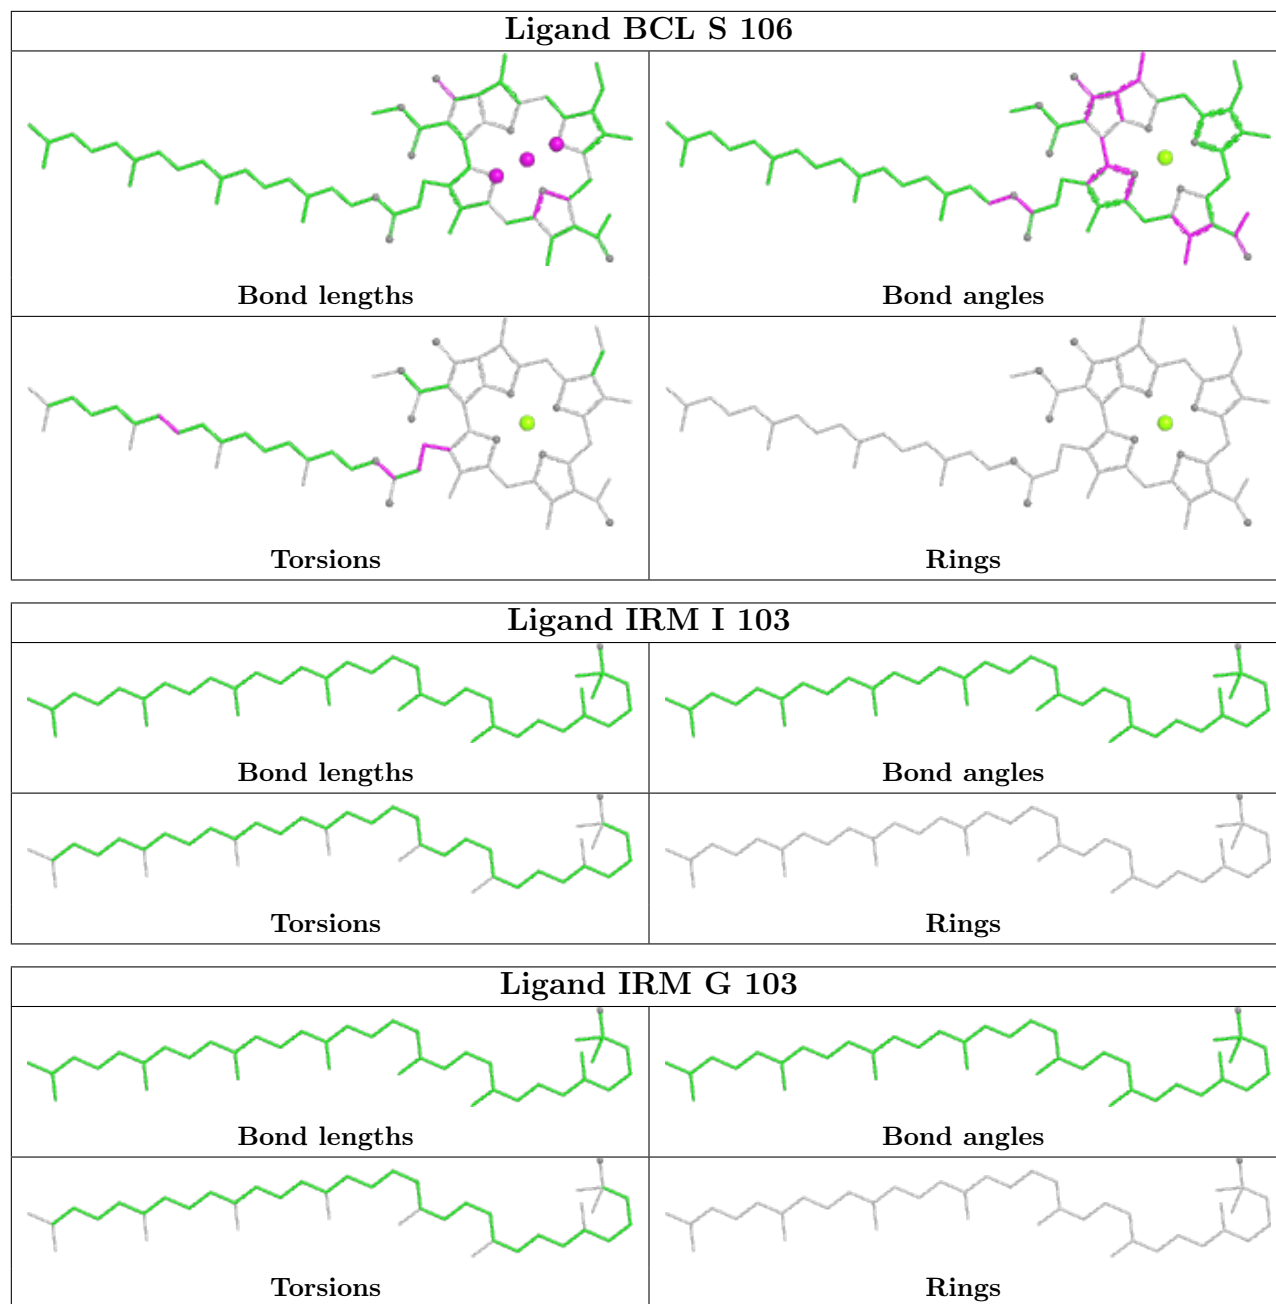 Ligand BCL S 106
Bond lengths
Bond angles
Torsions
Rings
Ligand IRM I 103
Bond lengths
Bond angles
Torsions
Rings
Ligand IRM G 103
Bond lengths
Bond angles
Torsions
Rings